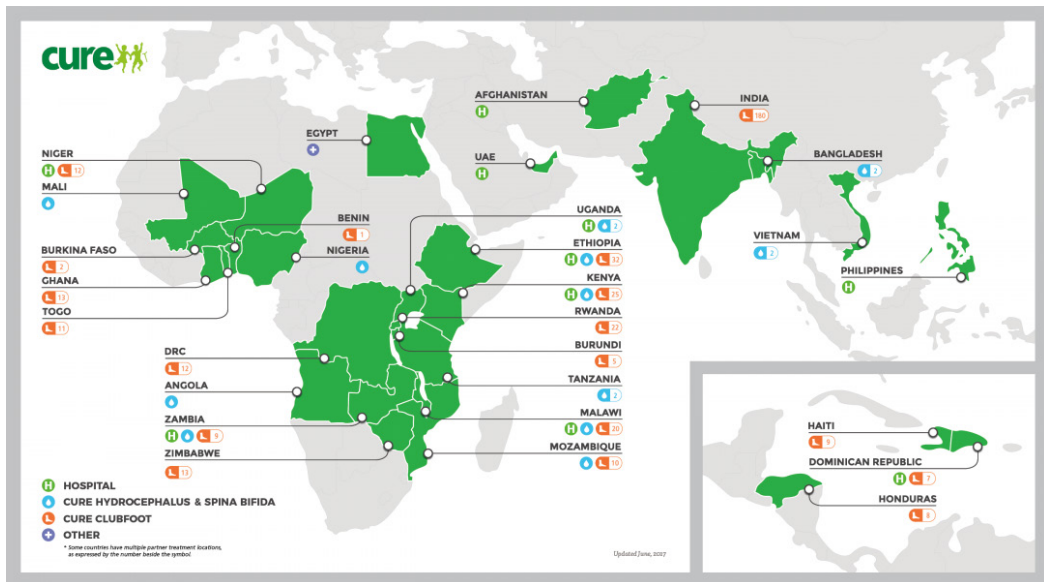 cure
AFGHANISTAN
H
INDIA
180
EGYPT
NIGER
H 12
MALI
UAE
H
BANGLADESH
2
BENIN
1
NIGERIA
UGANDA
H 2
ETHIOPIA
H 32
VIETNAM
2
BURKINA FASO
2
GHANA
13
TOGO
11
KENYA
H 25
PHILIPPINES
H
RWANDA
22
BURUNDI
5
DRC
12
TANZANIA
2
ANGOLA
MALAWI
H 20
ZAMBIA
H 9
MOZAMBIQUE
10
ZIMBABWE
13
HAITI
9
DOMINICAN REPUBLIC
H 7
HONDURAS
8
H HOSPITAL
CURE HYDROCEPHALUS & SPINA BIFIDA
CURE CLUBFOOT
OTHER
* Some countries have multiple partner treatment locations,
as expressed by the number beside the symbol.
Updated June, 2017